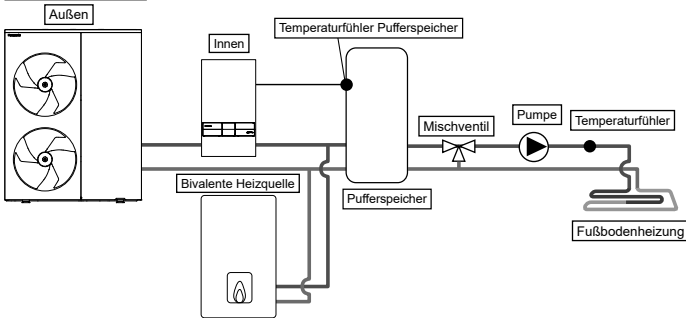 Außen
Innen
Temperaturfühler Pufferspeicher
Mischventil
Pumpe
Temperaturfühler
Bivalente Heizquelle
Pufferspeicher
Fußbodenheizung